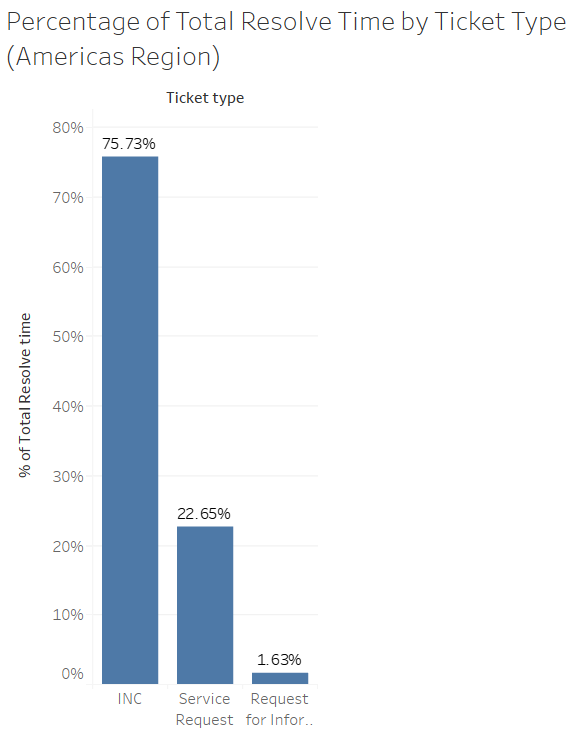 Percentage of Total Resolve Time by Ticket Type
(Americas Region)
Ticket type
80%
75.73%
70%
60%
50%
40%
30%
22.65%
20%
10%
1.63%
0%
% of Total Resolve time
INC
Service
Request
Request
for Infor..